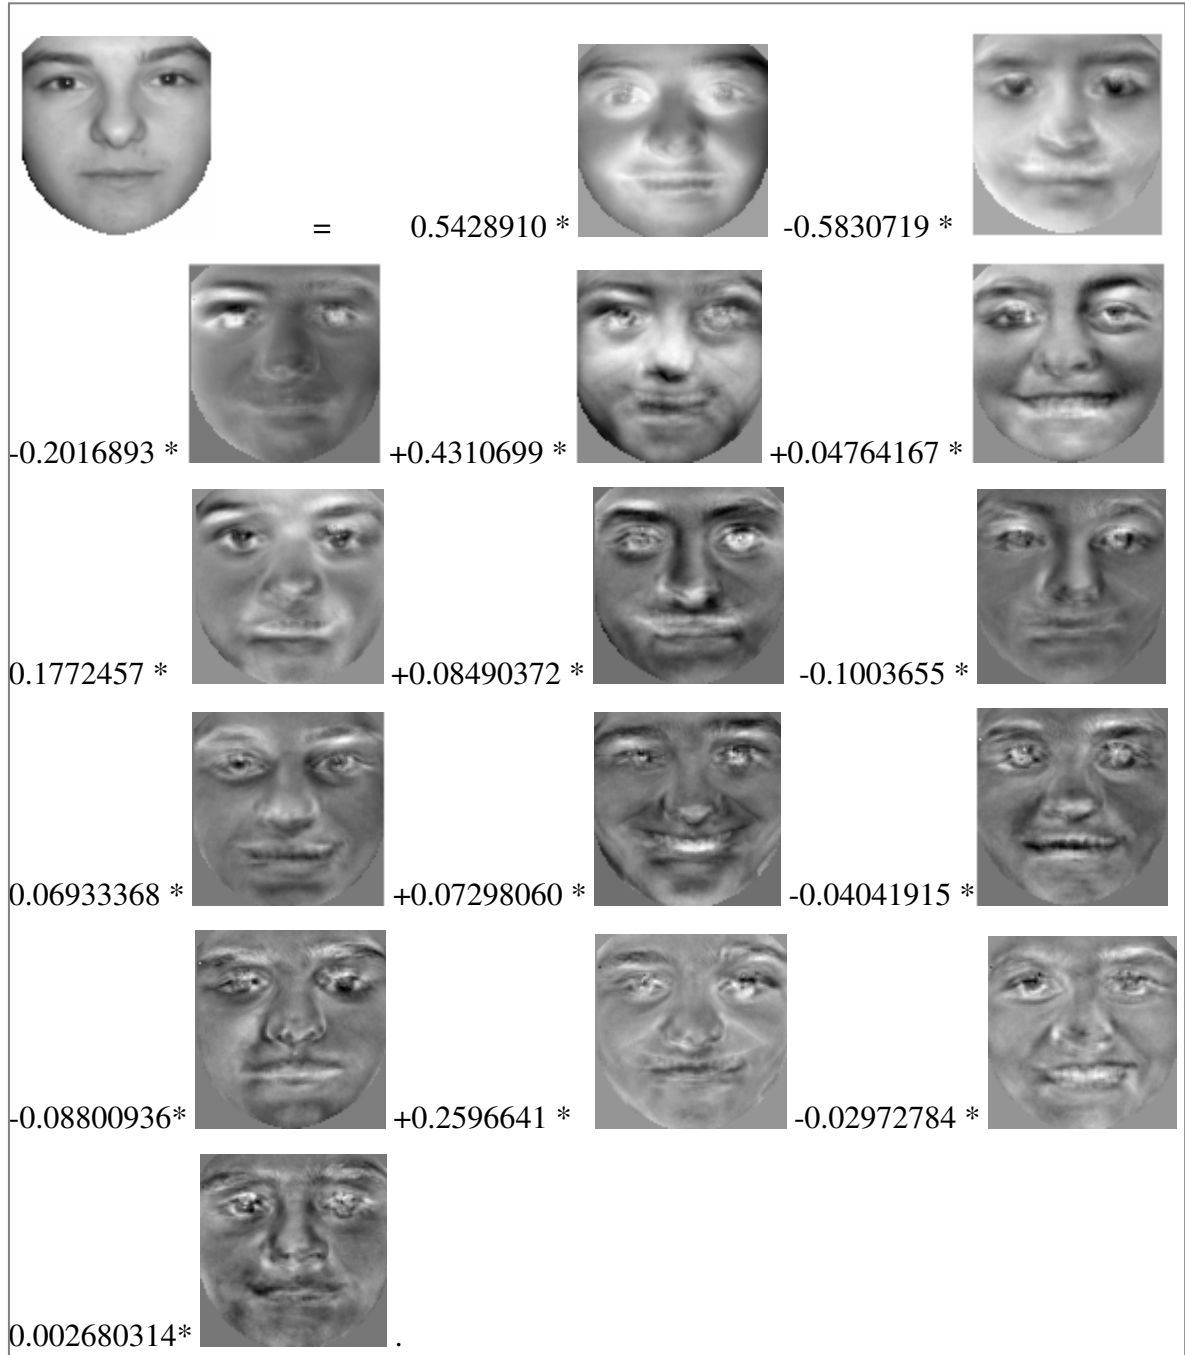 = 0.5428910 * -0.5830719 *
-0.2016893 * +0.4310699 * +0.04764167 *
0.1772457 * +0.08490372 * -0.1003655 *
0.06933368 * +0.07298060 * -0.04041915 *
-0.08800936* +0.2596641 * -0.02972784 *
0.002680314* .